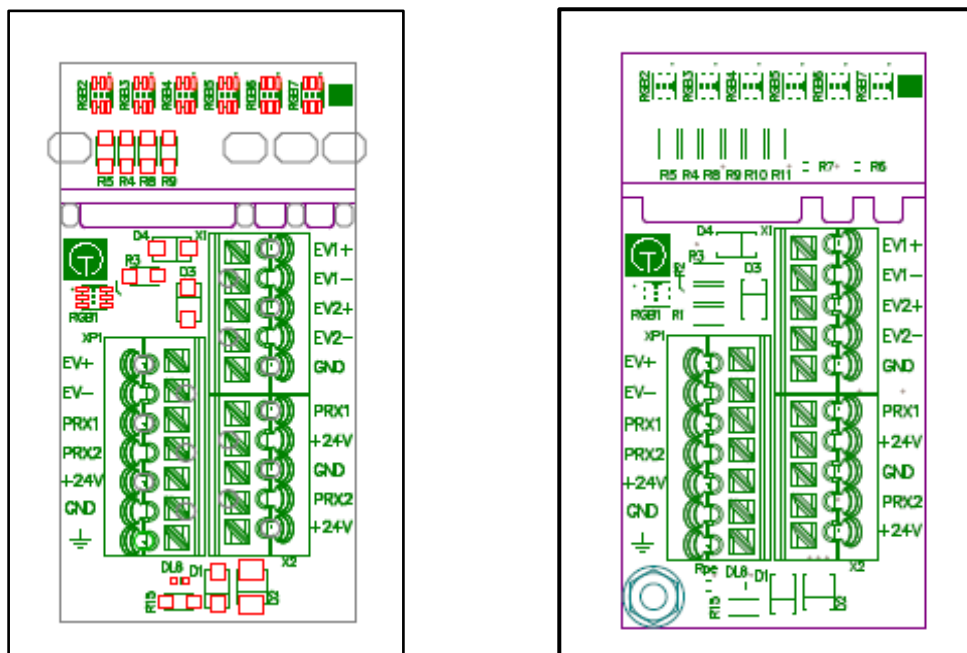 RGB2 RGB3 RGB4 RGB5 RGB6 RGB7
R5 R4 R8 R9
D4 X1
R3 D3
RGB1
XP1
EV1+
EV1-
EV2+
EV2-
GND
PRX1
+24V
GND
PRX2
+24V
EV+
EV-
PRX1
PRX2
+24V
GND
X2
DL8 D1
R15 D2
RGB2 RGB3 RGB4 RGB5 RGB6 RGB7
R7 R6
R5 R4 R8 R9 R10 R11
D4 X1
R3 R2 D3
RGB1 R1
XP1
EV1+
EV1-
EV2+
EV2-
GND
PRX1
+24V
GND
PRX2
+24V
EV+
EV-
PRX1
PRX2
+24V
GND
X2
Rpe DL8 D1
R15 D2